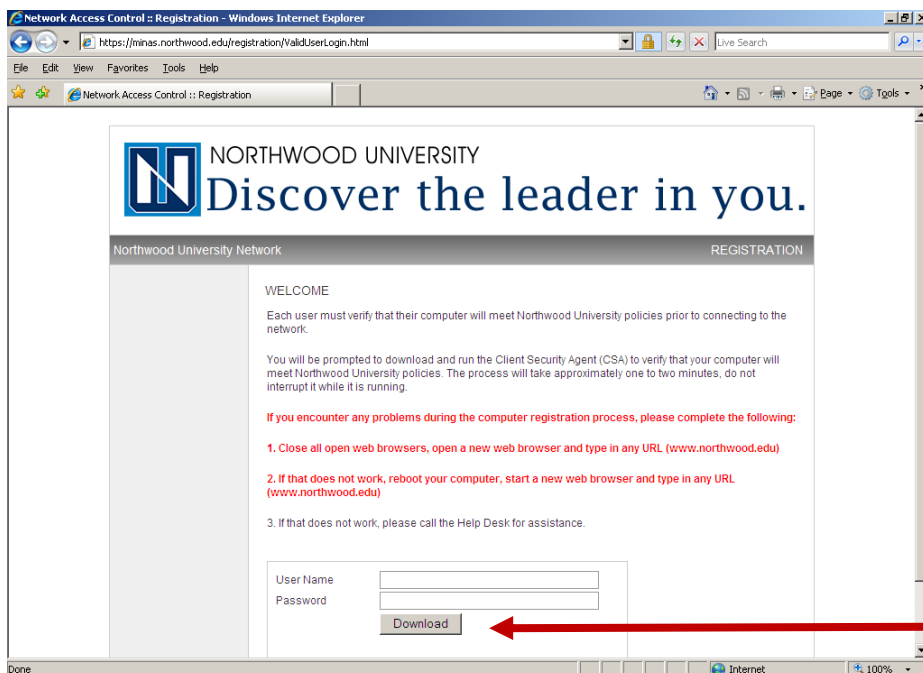 Network Access Control :: Registration - Windows Internet Explorer
https://minas.northwood.edu/registration/ValidUserLogin.html
Live Search
File Edit View Favorites Tools Help
Network Access Control :: Registration
Page Tools
N
NORTHWOOD UNIVERSITY
Discover the leader in you.
Northwood University Network REGISTRATION
WELCOME
Each user must verify that their computer will meet Northwood University policies prior to connecting to the
network.
You will be prompted to download and run the Client Security Agent (CSA) to verify that your computer will
meet Northwood University policies. The process will take approximately one to two minutes, do not
interrupt it while it is running.
If you encounter any problems during the computer registration process, please complete the following:
1. Close all open web browsers, open a new web browser and type in any URL (www.northwood.edu)
2. If that does not work, reboot your computer, start a new web browser and type in any URL
(www.northwood.edu)
3. If that does not work, please call the Help Desk for assistance.
User Name
Password
Download
Done Internet 100%